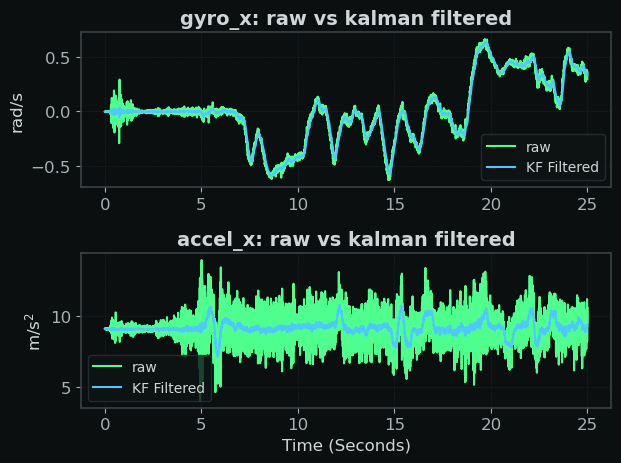 gyro_x: raw vs kalman filtered
rad/s
0.5
0.0
−0.5
raw
KF Filtered
0 5 10 15 20 25
accel_x: raw vs kalman filtered
m/s²
10
5
raw
KF Filtered
0 5 10 15 20 25
Time (Seconds)